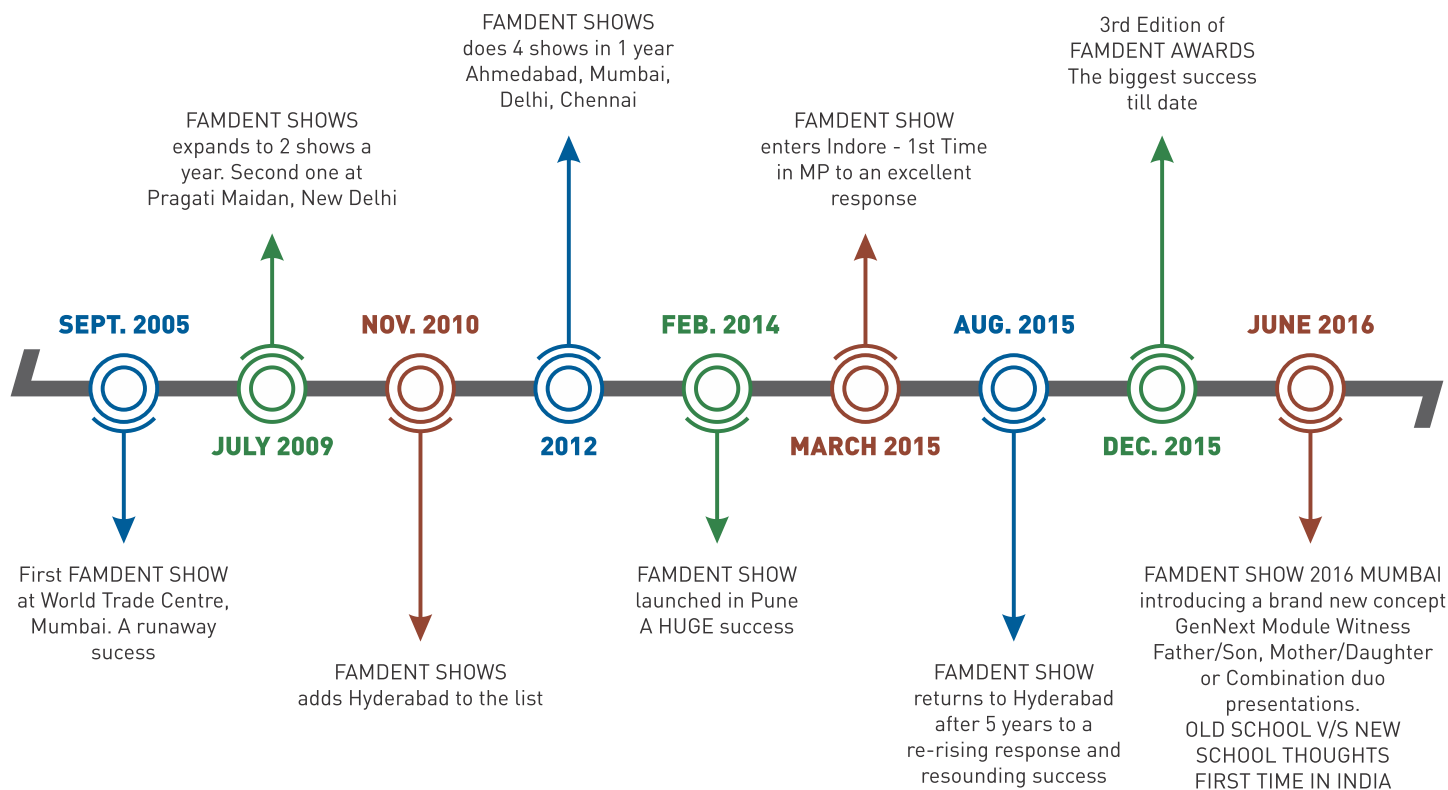 SEPT. 2005
First FAMDENT SHOW
at World Trade Centre,
Mumbai. A runaway
sucess
FAMDENT SHOWS
expands to 2 shows a
year. Second one at
Pragati Maidan, New Delhi
JULY 2009
NOV. 2010
FAMDENT SHOWS
adds Hyderabad to the list
FAMDENT SHOWS
does 4 shows in 1 year
Ahmedabad, Mumbai,
Delhi, Chennai
2012
FEB. 2014
FAMDENT SHOW
launched in Pune
A HUGE success
FAMDENT SHOW
enters Indore - 1st Time
in MP to an excellent
response
MARCH 2015
AUG. 2015
FAMDENT SHOW
returns to Hyderabad
after 5 years to a
re-rising response and
resounding success
3rd Edition of
FAMDENT AWARDS
The biggest success
till date
DEC. 2015
JUNE 2016
FAMDENT SHOW 2016 MUMBAI
introducing a brand new concept
GenNext Module Witness
Father/Son, Mother/Daughter
or Combination duo
presentations.
OLD SCHOOL V/S NEW
SCHOOL THOUGHTS
FIRST TIME IN INDIA